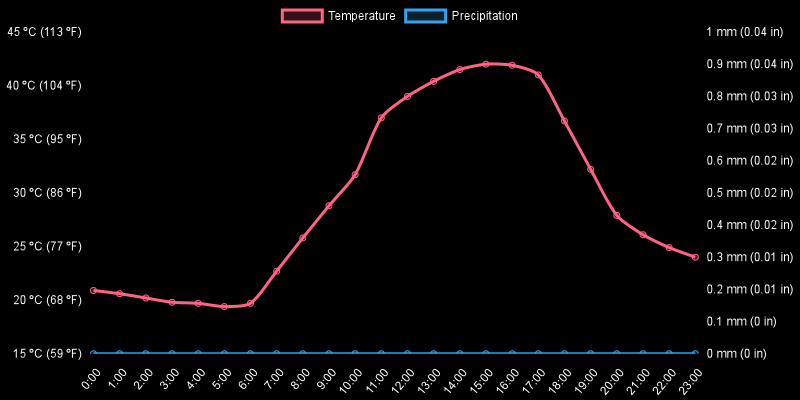 Temperature Precipitation
45 °C (113 °F) 1 mm (0.04 in)
0.9 mm (0.04 in)
40 °C (104 °F) 0.8 mm (0.03 in)
35 °C (95 °F) 0.7 mm (0.03 in)
0.6 mm (0.02 in)
30 °C (86 °F) 0.5 mm (0.02 in)
0.4 mm (0.02 in)
25 °C (77 °F) 0.3 mm (0.01 in)
20 °C (68 °F) 0.2 mm (0.01 in)
0.1 mm (0 in)
15 °C (59 °F) 0 mm (0 in)
0:00 1:00 2:00 3:00 4:00 5:00 6:00 7:00 8:00 9:00 10:00 11:00 12:00 13:00 14:00 15:00 16:00 17:00 18:00 19:00 20:00 21:00 22:00 23:00